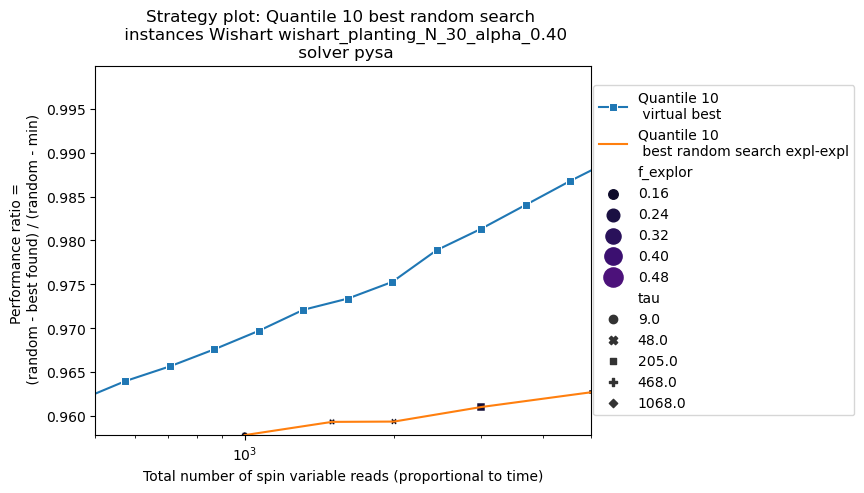 Strategy plot: Quantile 10 best random search
instances Wishart wishart_planting_N_30_alpha_0.40
solver pysa
Performance ratio =
(random - best found) / (random - min)
0.995
0.990
0.985
0.980
0.975
0.970
0.965
0.960
10³
Total number of spin variable reads (proportional to time)
Quantile 10
virtual best
Quantile 10
best random search expl-expl
f_explor
0.16
0.24
0.32
0.40
0.48
tau
9.0
48.0
205.0
468.0
1068.0